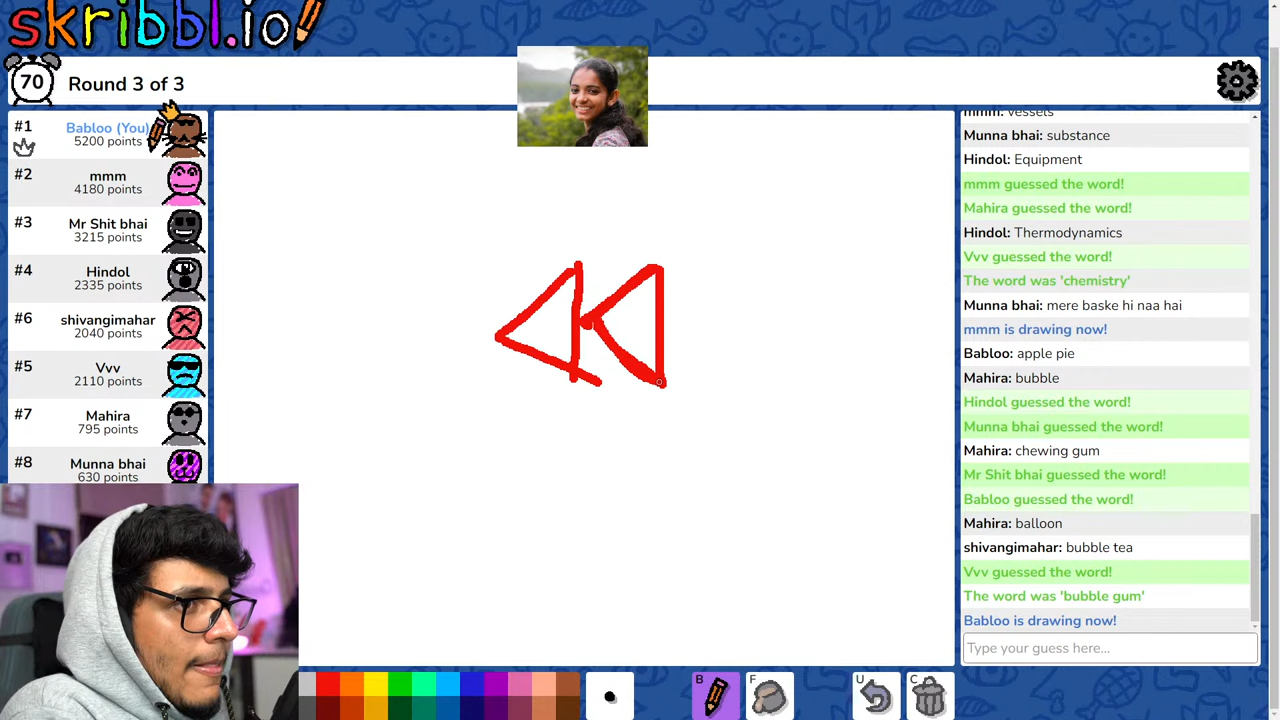 skribbl.io
70
Round 3 of 3
#1
Babloo (You)
5200 points
#2
mmm
4180 points
#3
Mr Shit bhai
3215 points
#4
Hindol
2335 points
#6
shivangimahar
2040 points
#5
Vvv
2110 points
#7
Mahira
795 points
#8
Munna bhai
630 points
mmm: vessels
Munna bhai: substance
Hindol: Equipment
mmm guessed the word!
Mahira guessed the word!
Hindol: Thermodynamics
Vvv guessed the word!
The word was 'chemistry'
Munna bhai: mere baske hi naa hai
mmm is drawing now!
Babloo: apple pie
Mahira: bubble
Hindol guessed the word!
Munna bhai guessed the word!
Mahira: chewing gum
Mr Shit bhai guessed the word!
Babloo guessed the word!
Mahira: balloon
shivangimahar: bubble tea
Vvv guessed the word!
The word was 'bubble gum'
Babloo is drawing now!
Type your guess here...
B
F
U
C